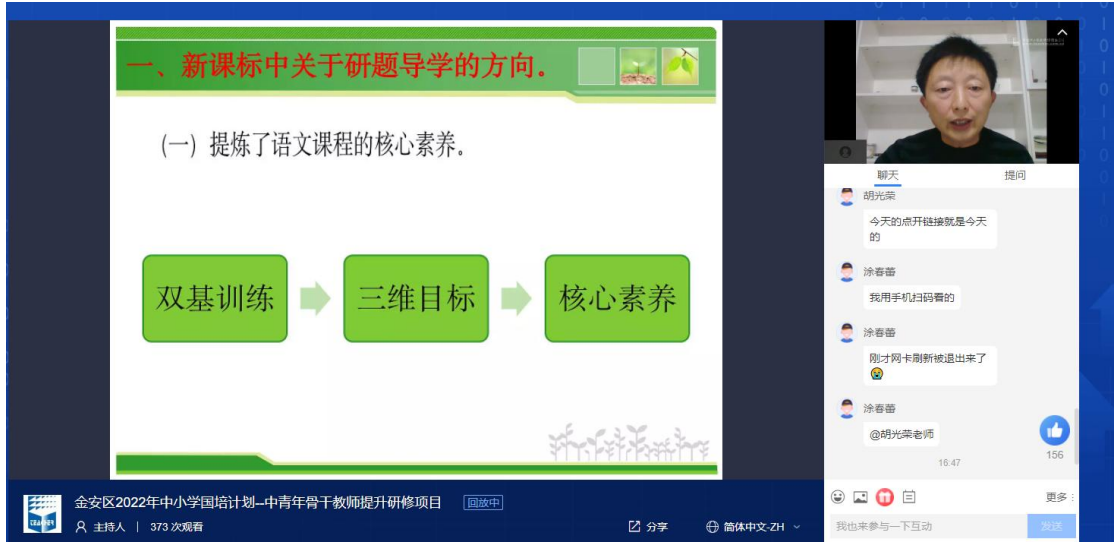 一、新课标中关于研题导学的方向.
(一) 提炼了语文课程的核心素养.
双基训练
三维目标
核心素养
金安区2022年中小学国培计划--中青年骨干教师提升研修项目
回放中
主持人 | 373 次观看
分享
简体中文-ZH
聊天
提问
胡光荣
今天的点开链接就是今天
的
涂春蕾
我用手机扫码看的
涂春蕾
刚才网卡刷新被退出来了
😭
涂春蕾
@胡光荣老师
156
16:47
更多
我也来参与一下互动
发送